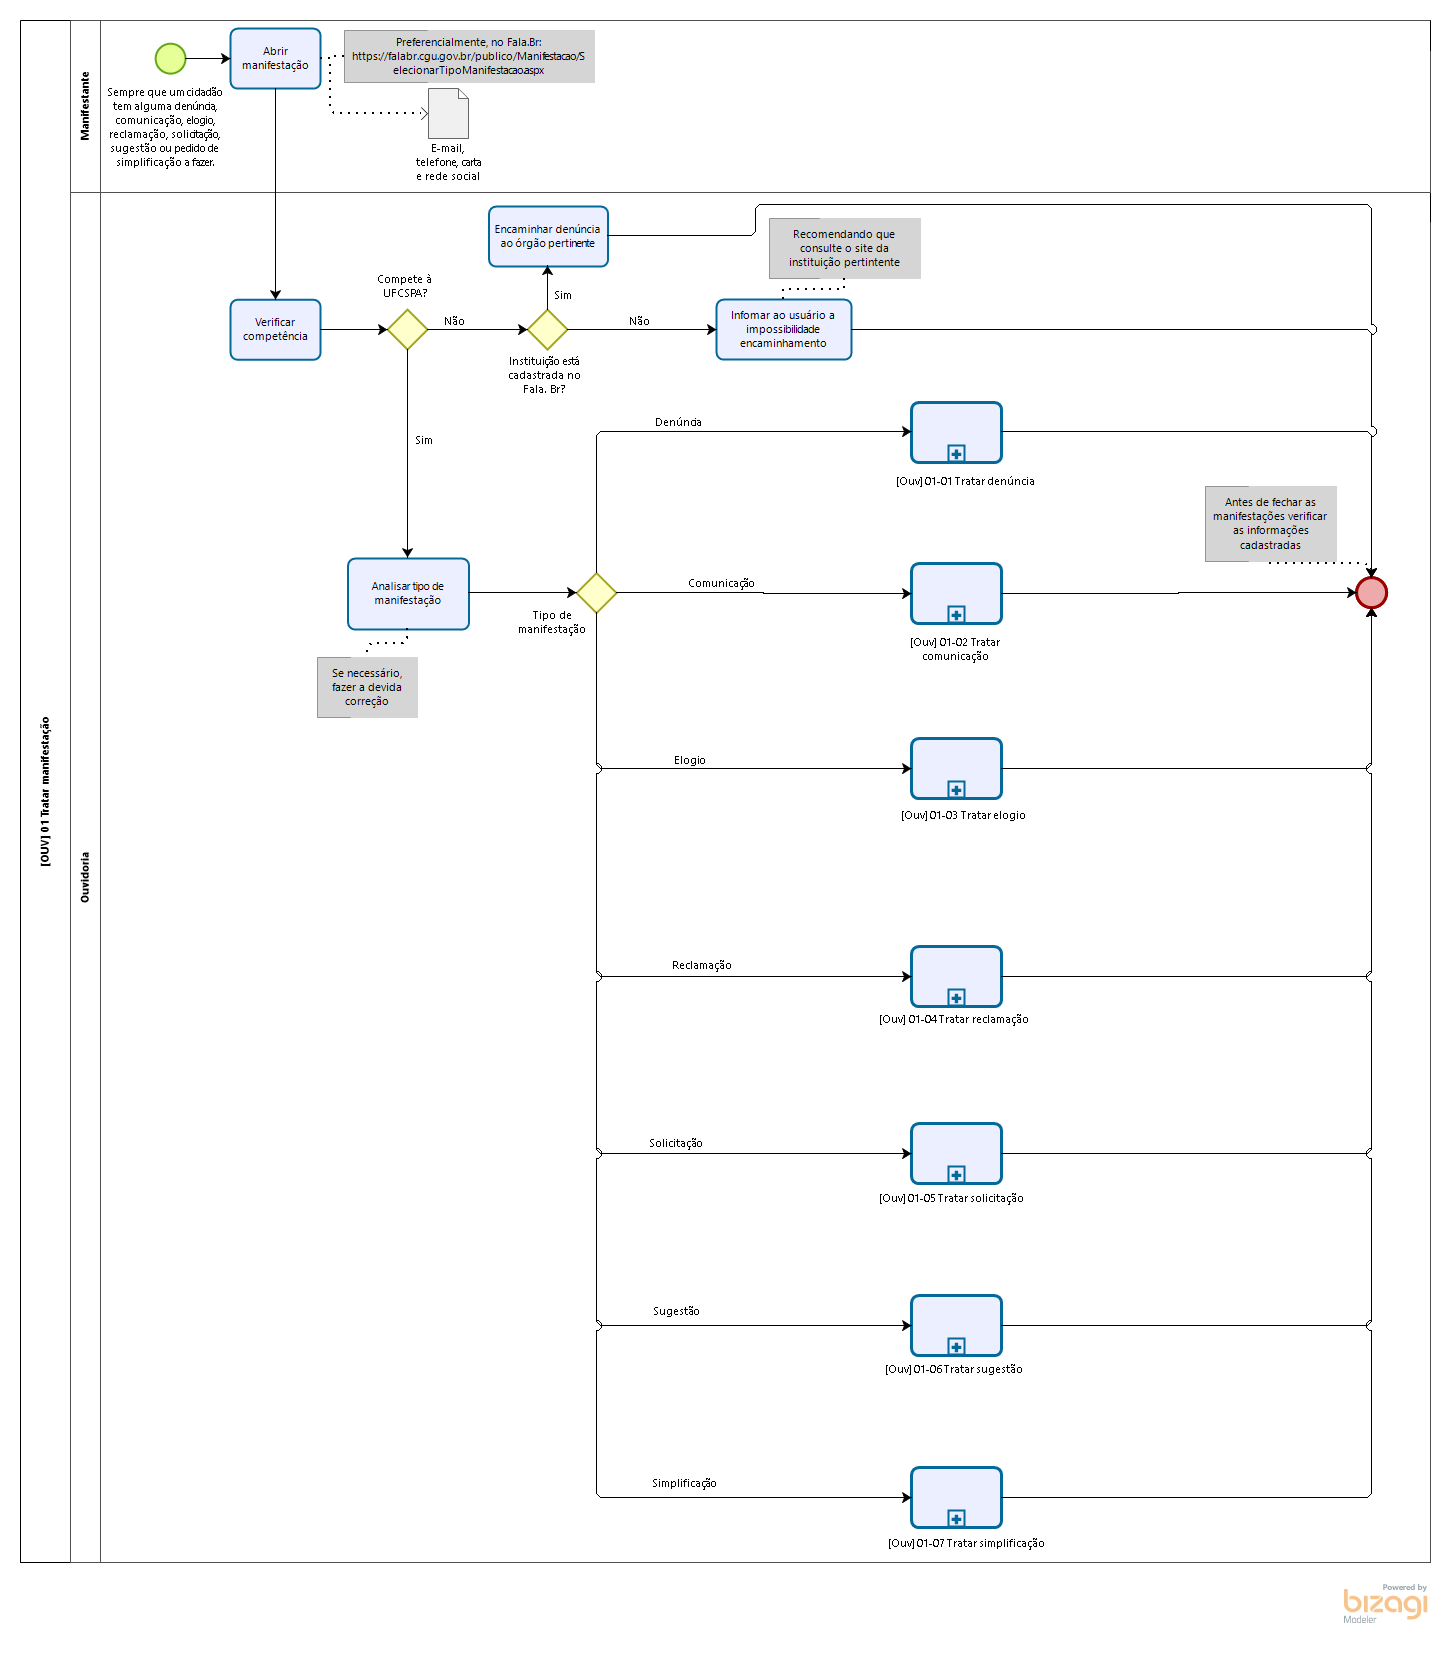 [OUV] 01 Tratar manifestação
Manifestante
Abrir
manifestação
Preferencialmente, no Fala.Br:
https://falabr.cgu.gov.br/publico/Manifestacao/S
elecionarTipoManifestacao.aspx
Sempre que um cidadão
tem alguma denúncia,
comunicação, elogio,
reclamação, solicitação,
sugestão ou pedido de
simplificação a fazer.
E-mail,
telefone, carta
e rede social
Ouvidoria
Encaminhar denúncia
ao órgão pertinente
Recomendando que
consulte o site da
instituição pertintente
Compete à
UFCSPA?
Sim
Verificar
competência
Não
Não
Infomar ao usuário a
impossibilidade
encaminhamento
Instituição está
cadastrada no
Fala. Br?
Sim
Denúncia
[Ouv] 01-01 Tratar denúncia
Antes de fechar as
manifestações verificar
as informações
cadastradas
Analisar tipo de
manifestação
Tipo de
manifestação
Comunicação
[Ouv] 01-02 Tratar
comunicação
Se necessário,
fazer a devida
correção
Elogio
[Ouv] 01-03 Tratar elogio
Reclamação
[Ouv] 01-04 Tratar reclamação
Solicitação
[Ouv] 01-05 Tratar solicitação
Sugestão
[Ouv] 01-06 Tratar sugestão
Simplificação
[Ouv] 01-07 Tratar simplificação
Powered by
bizagi
Modeler